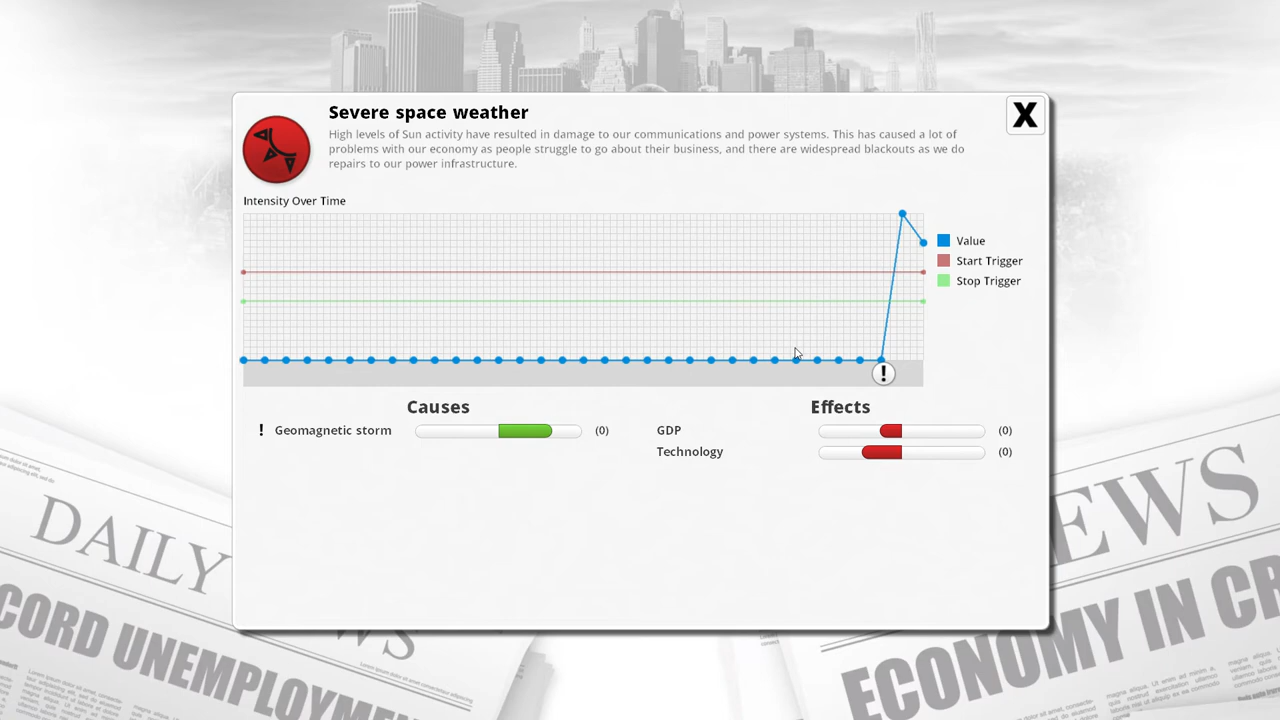 Severe space weather
X
High levels of Sun activity have resulted in damage to our communications and power systems. This has caused a lot of
problems with our economy as people struggle to go about their business, and there are widespread blackouts as we do
repairs to our power infrastructure.
Intensity Over Time
Value
Start Trigger
Stop Trigger
!
Causes
Effects
! Geomagnetic storm (0)
GDP (0)
Technology (0)
DAILY
NEWS
EWS
CORD UNEMPLOYME
ECONOMY IN CR